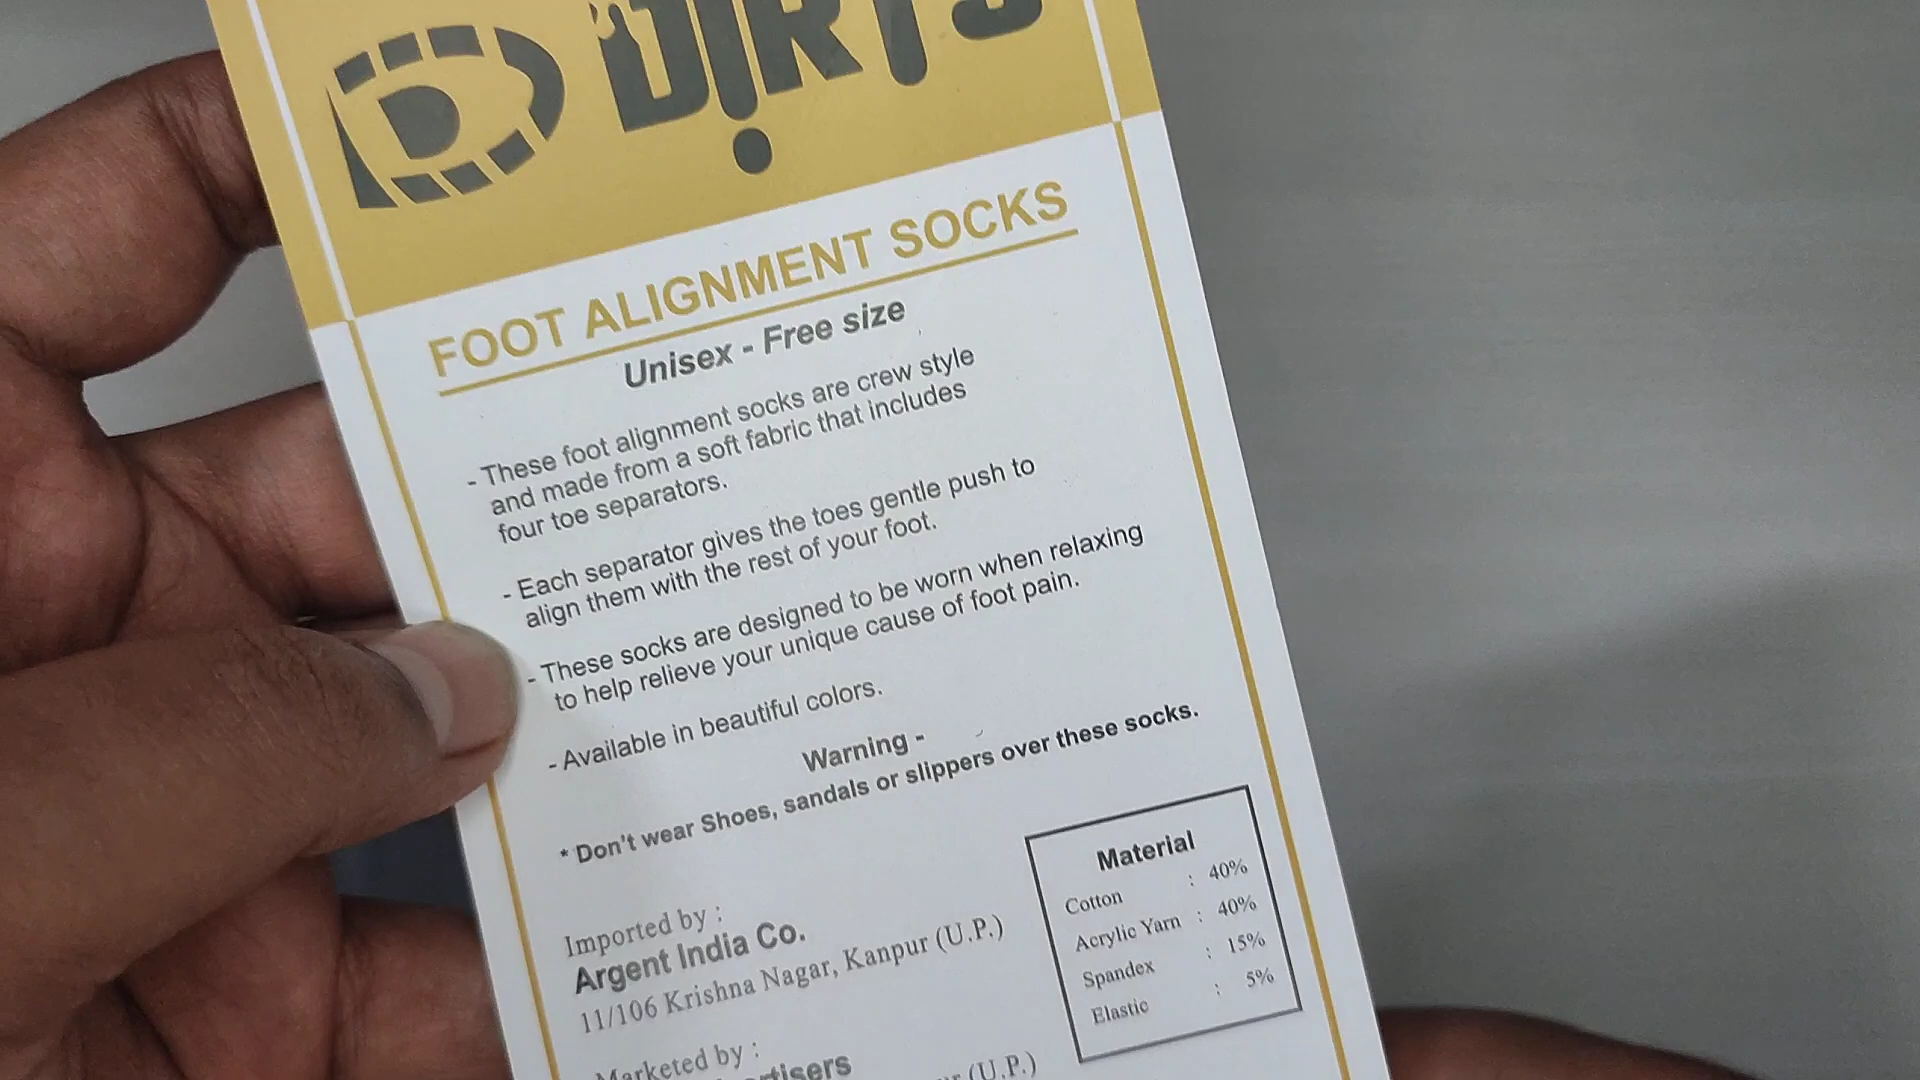 FOOT ALIGNMENT SOCKS
Unisex - Free size
- These foot alignment socks are crew style
and made from a soft fabric that includes
four toe separators.
- Each separator gives the toes gentle push to
align them with the rest of your foot.
- These socks are designed to be worn when relaxing
to help relieve your unique cause of foot pain.
- Available in beautiful colors.
Warning -
* Don't wear Shoes, sandals or slippers over these socks.
Material
Cotton : 40%
Acrylic Yarn : 40%
Spandex : 15%
Elastic : 5%
Imported by :
Argent India Co.
11/106 Krishna Nagar, Kanpur (U.P.)
Marketed by :
(U.P.)